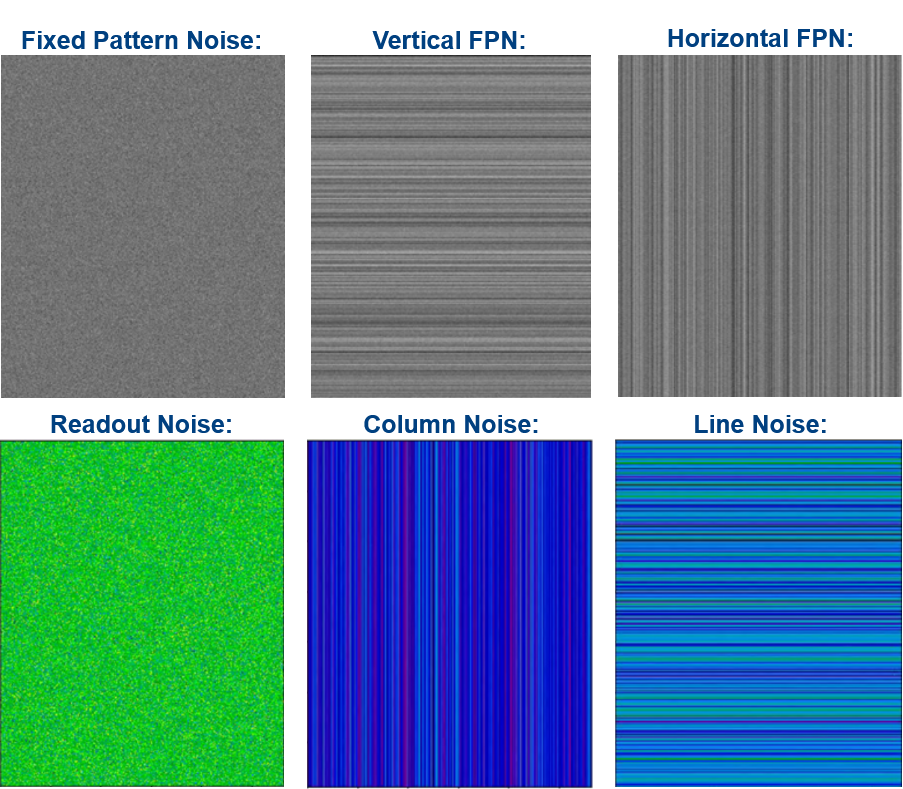 Fixed Pattern Noise:
Vertical FPN:
Horizontal FPN:
Readout Noise:
Column Noise:
Line Noise: